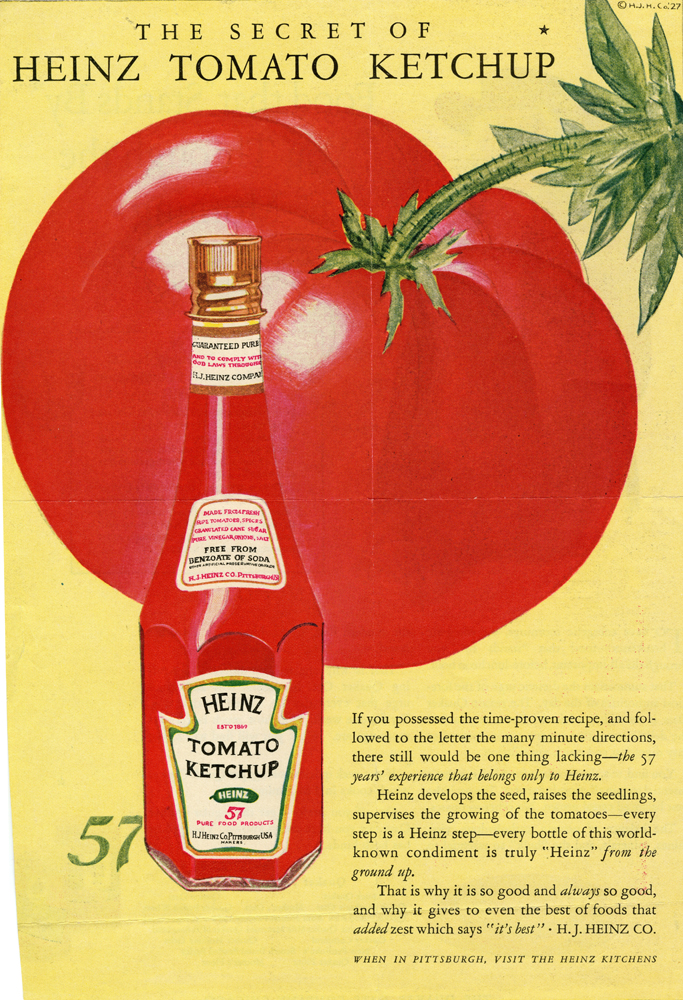 © H.J.H.Co.'27
THE SECRET OF
HEINZ TOMATO KETCHUP
GUARANTEED PURE
AND TO COMPLY WITH
FOOD LAWS THROUGHOUT
H.J.HEINZ COMPANY
MADE FROM FRESH
RIPE TOMATOES, SPICES
GRANULATED CANE SUGAR
PURE VINEGAR, ONIONS, SALT
FREE FROM
BENZOATE OF SODA
H.J.HEINZ CO. PITTSBURGH
HEINZ
ESTD 1869
TOMATO
KETCHUP
HEINZ
57
PURE FOOD PRODUCTS
H.J.HEINZ CO. PITTSBURGH USA
MAKERS
57
If you possessed the time-proven recipe, and fol-
lowed to the letter the many minute directions,
there still would be one thing lacking—the 57
years' experience that belongs only to Heinz.
Heinz develops the seed, raises the seedlings,
supervises the growing of the tomatoes—every
step is a Heinz step—every bottle of this world-
known condiment is truly "Heinz" from the
ground up.
That is why it is so good and always so good,
and why it gives to even the best of foods that
added zest which says "it's best" · H. J. HEINZ CO.
WHEN IN PITTSBURGH, VISIT THE HEINZ KITCHENS